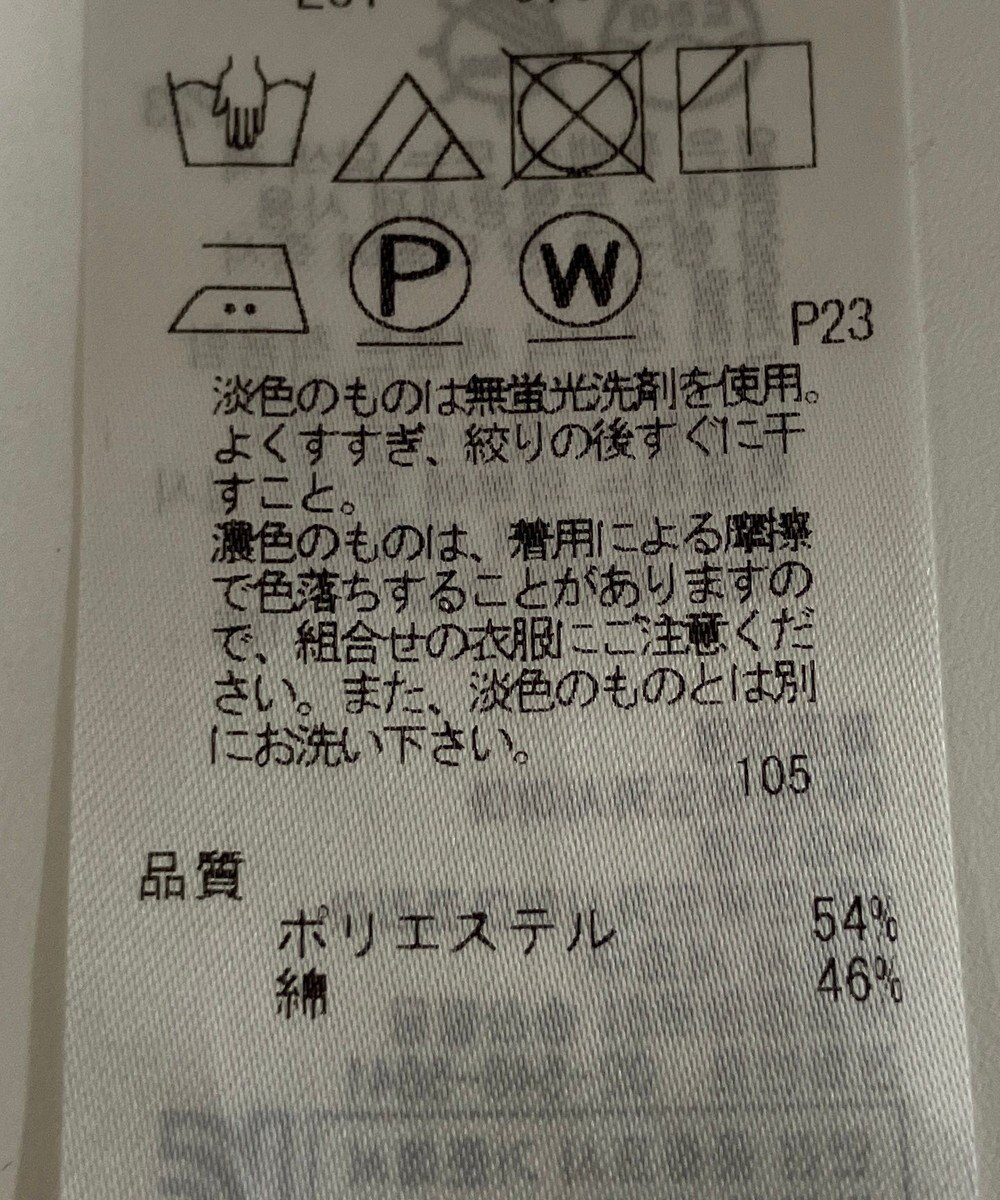 P
W
P23
淡色のものは無蛍光洗剤を使用。
よくすすぎ、絞りの後すぐに干
すこと。
濃色のものは、着用による摩擦
で色落ちすることがありますの
で、組合せの衣服にご注意くだ
さい。また、淡色のものとは別
にお洗い下さい。
105
品質
ポリエステル 54%
綿 46%